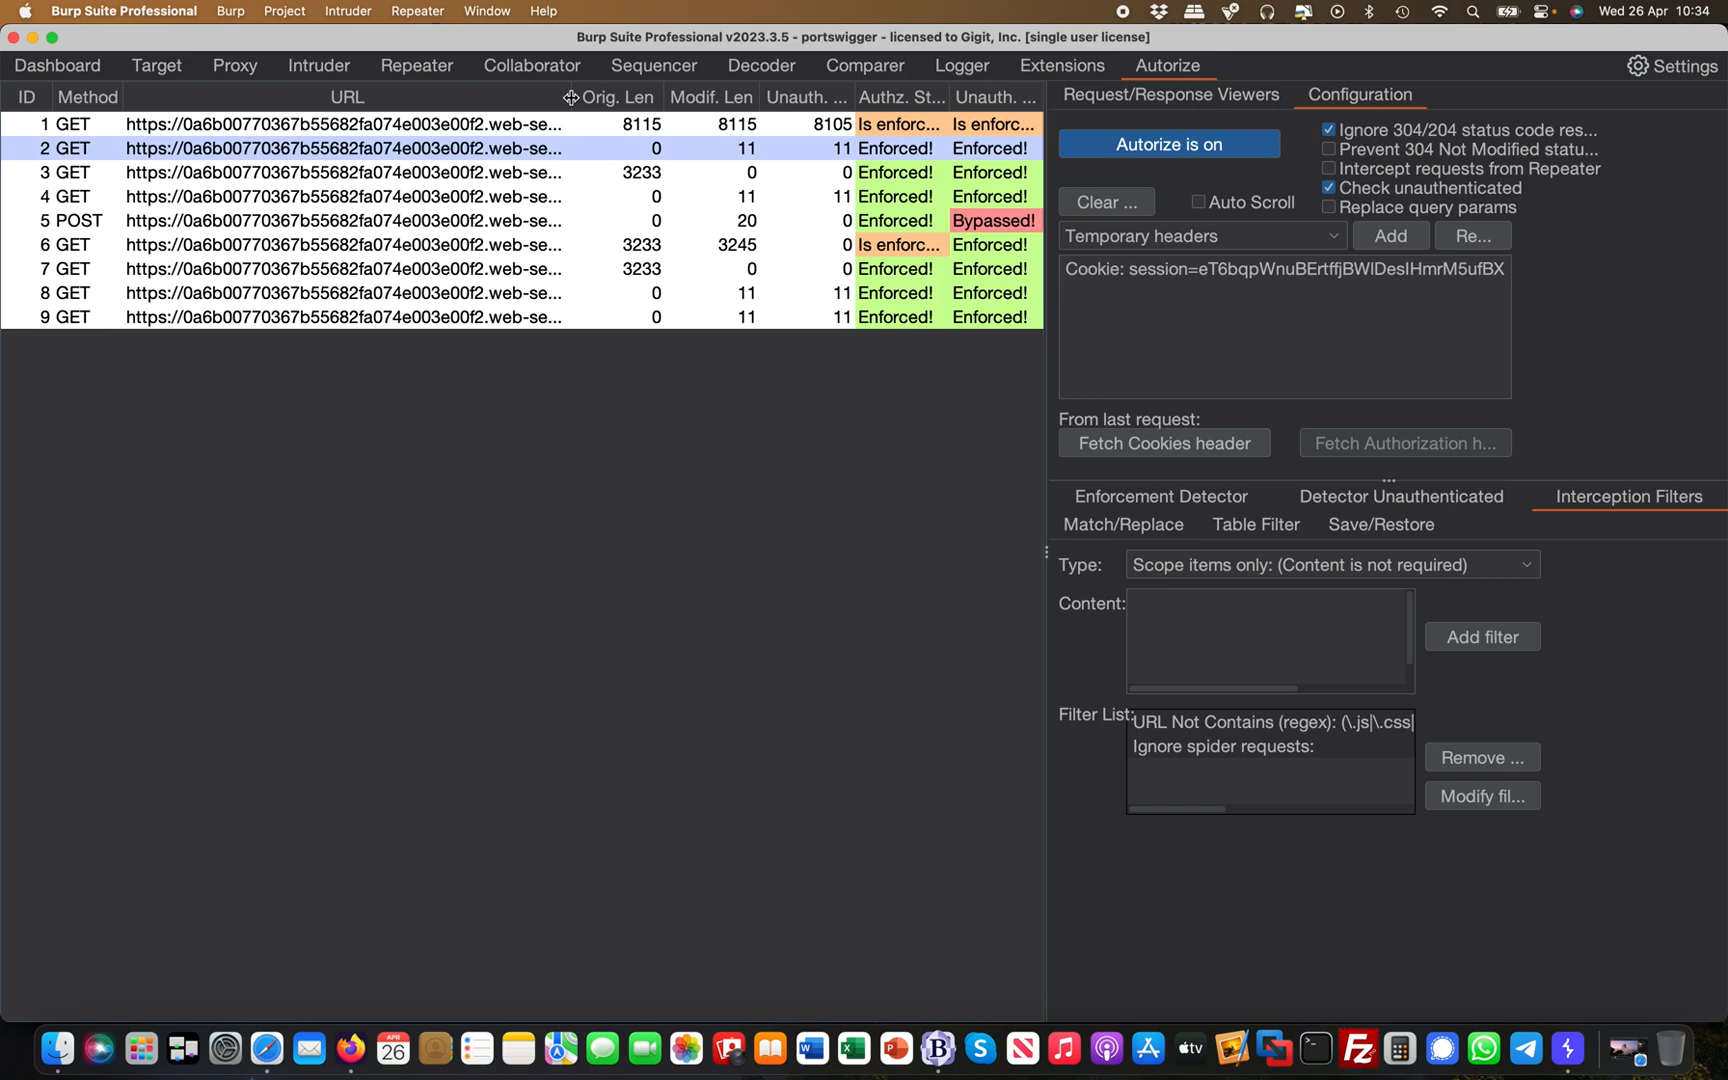 Burp Suite Professional Burp Project Intruder Repeater Window Help Wed 26 Apr 10:34
Burp Suite Professional v2023.3.5 - portswigger - licensed to Gigit, Inc. [single user license]
Dashboard Target Proxy Intruder Repeater Collaborator Sequencer Decoder Comparer Logger Extensions Autorize Settings
ID Method URL Orig. Len Modif. Len Unauth. ... Authz. St... Unauth. ...
1 GET https://0a6b00770367b55682fa074e003e00f2.web-se... 8115 8115 8105 Is enforc... Is enforc...
2 GET https://0a6b00770367b55682fa074e003e00f2.web-se... 0 11 11 Enforced! Enforced!
3 GET https://0a6b00770367b55682fa074e003e00f2.web-se... 3233 0 0 Enforced! Enforced!
4 GET https://0a6b00770367b55682fa074e003e00f2.web-se... 0 11 11 Enforced! Enforced!
5 POST https://0a6b00770367b55682fa074e003e00f2.web-se... 0 20 0 Enforced! Bypassed!
6 GET https://0a6b00770367b55682fa074e003e00f2.web-se... 3233 3245 0 Is enforc... Enforced!
7 GET https://0a6b00770367b55682fa074e003e00f2.web-se... 3233 0 0 Enforced! Enforced!
8 GET https://0a6b00770367b55682fa074e003e00f2.web-se... 0 11 11 Enforced! Enforced!
9 GET https://0a6b00770367b55682fa074e003e00f2.web-se... 0 11 11 Enforced! Enforced!
Request/Response Viewers Configuration
Autorize is on
Ignore 304/204 status code res...
Prevent 304 Not Modified statu...
Intercept requests from Repeater
Check unauthenticated
Replace query params
Clear ... Auto Scroll
Temporary headers Add Re...
Cookie: session=eT6bqpWnuBErtffjBWlDeslHmrM5ufBX
From last request:
Fetch Cookies header Fetch Authorization h...
Enforcement Detector Detector Unauthenticated Interception Filters
Match/Replace Table Filter Save/Restore
Type: Scope items only: (Content is not required)
Content:
Add filter
Filter List:
URL Not Contains (regex): (\.js|\.css|
Ignore spider requests:
Remove ...
Modify fil...
APR
26
tv